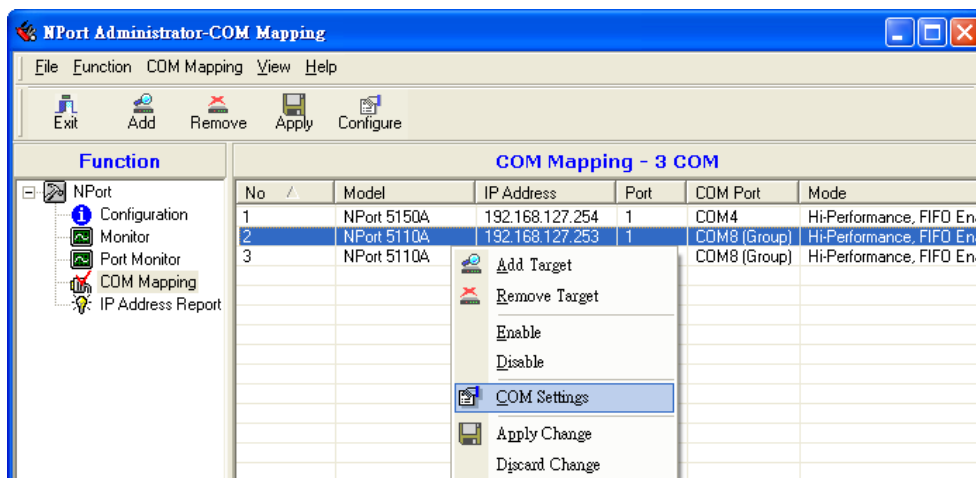 NPort Administrator-COM Mapping
File Function COM Mapping View Help
Exit Add Remove Apply Configure
Function
COM Mapping - 3 COM
NPort
Configuration
Monitor
Port Monitor
COM Mapping
IP Address Report
No Model IP Address Port COM Port Mode
1 NPort 5150A 192.168.127.254 1 COM4 Hi-Performance, FIFO En
2 NPort 5110A 192.168.127.253 1 COM8 (Group) Hi-Performance, FIFO En
3 NPort 5110A COM8 (Group) Hi-Performance, FIFO En
Add Target
Remove Target
Enable
Disable
COM Settings
Apply Change
Discard Change